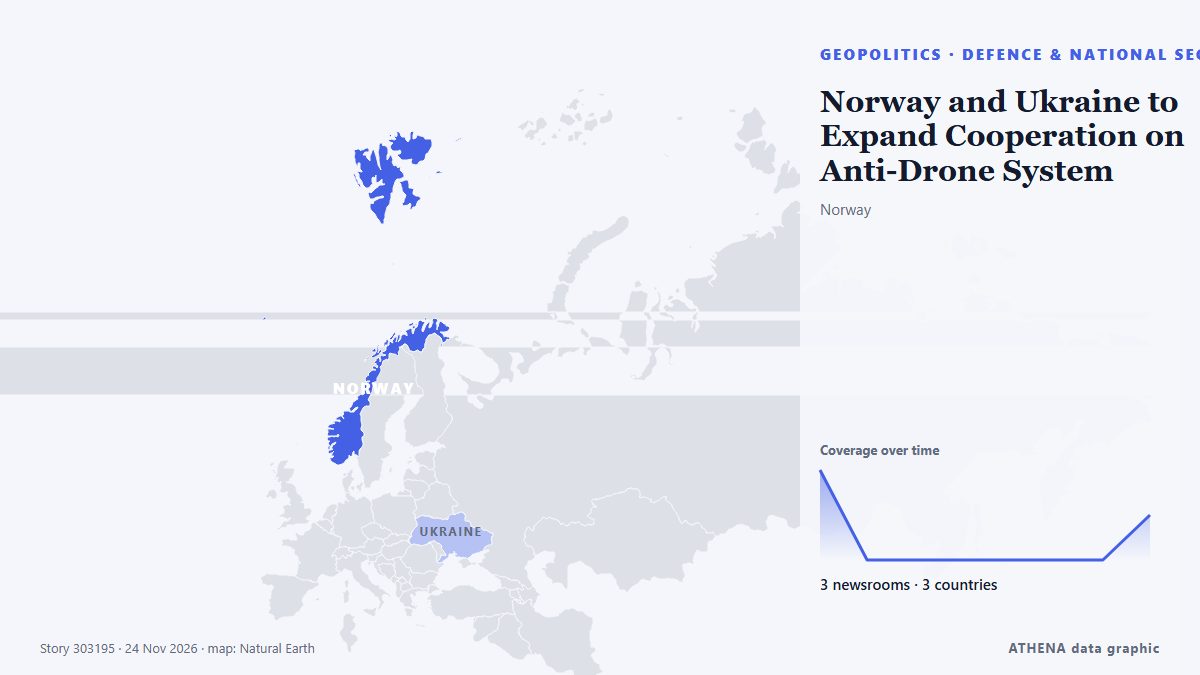 GEOPOLITICS · DEFENCE & NATIONAL
Norway and Ukraine to
Expand Cooperation on
Anti-Drone System
Norway
NORWAY
UKRAINE
Coverage over time
3 newsrooms · 3 countries
Story 303195 · 24 Nov 2026 · map: Natural Earth
ATHENA data graphic